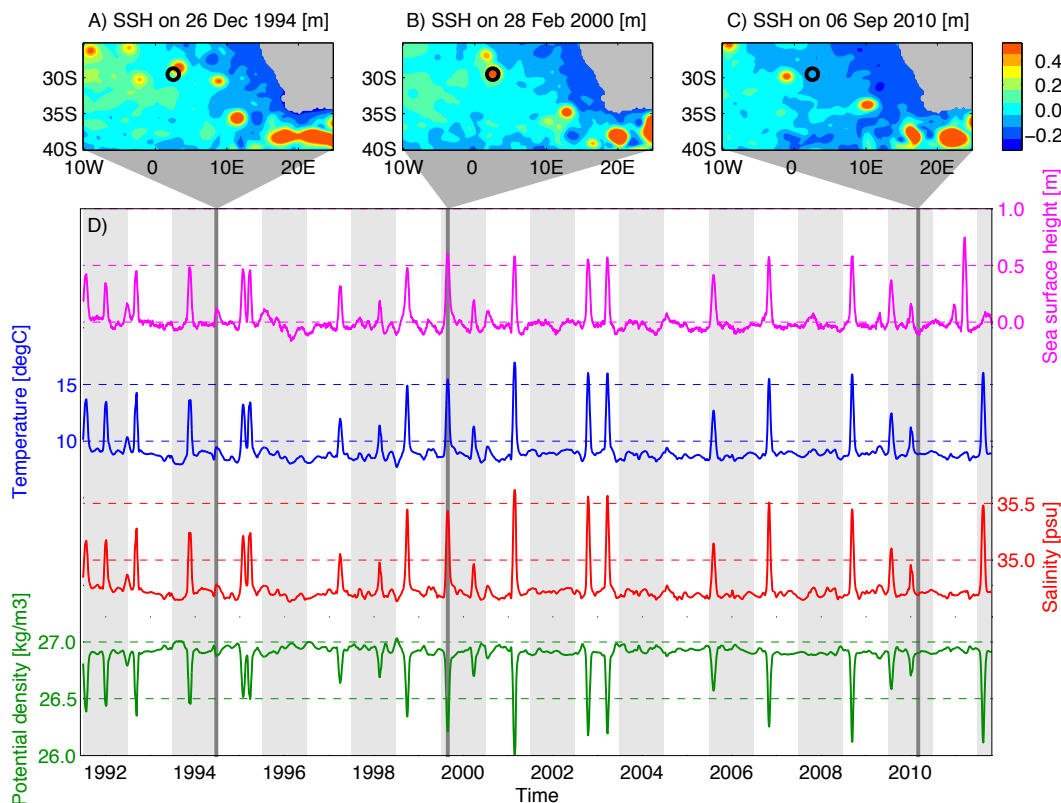 A) SSH on 26 Dec 1994 [m]
B) SSH on 28 Feb 2000 [m]
C) SSH on 06 Sep 2010 [m]
30S
35S
40S
10W 0 10E 20E
30S
35S
40S
10W 0 10E 20E
30S
35S
40S
10W 0 10E 20E
0.4
0.2
0.0
−0.2
D)
1.0
0.5
0.0
Sea surface height [m]
15
10
Temperature [degC]
35.5
35.0
Salinity [psu]
27.0
26.5
26.0
Potential density [kg/m3]
1992 1994 1996 1998 2000 2002 2004 2006 2008 2010
Time